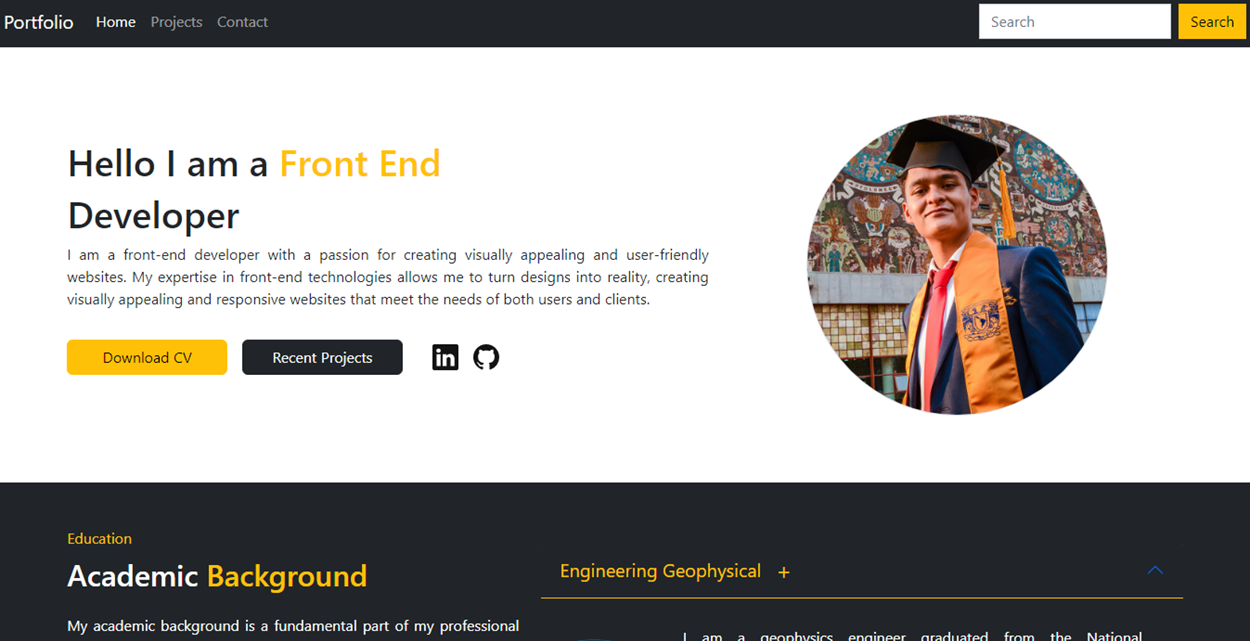 Portfolio Home Projects Contact Search Search
Hello I am a Front End
Developer
I am a front-end developer with a passion for creating visually appealing and user-friendly
websites. My expertise in front-end technologies allows me to turn designs into reality, creating
visually appealing and responsive websites that meet the needs of both users and clients.
Download CV Recent Projects in
Education
Academic Background
Engineering Geophysical +
My academic background is a fundamental part of my professional
I am a geophysics engineer graduated from the National